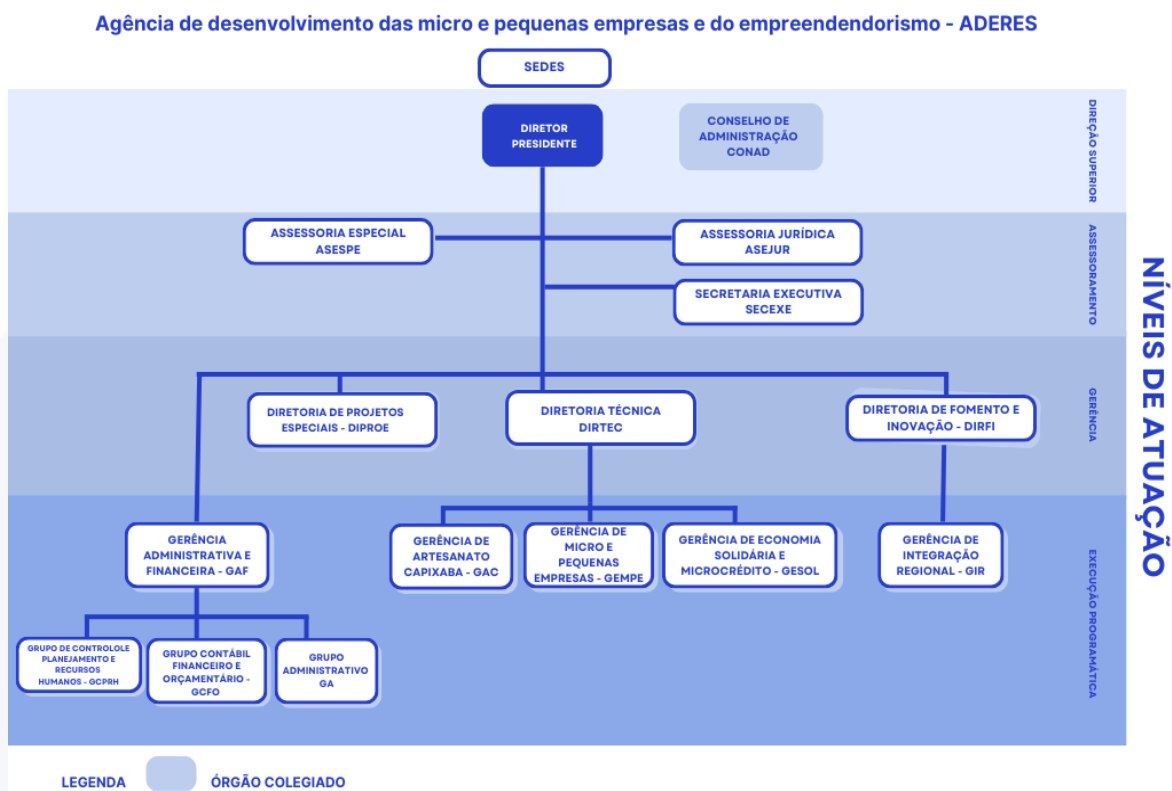 Agência de desenvolvimento das micro e pequenas empresas e do empreendendorismo - ADERES
SEDES
DIRETOR
PRESIDENTE
CONSELHO DE
ADMINISTRAÇÃO
CONAD
DIREÇÃO SUPERIOR
ASSESSORIA ESPECIAL
ASESPE
ASSESSORIA JURÍDICA
ASEJUR
SECRETARIA EXECUTIVA
SECEXE
ASSESSORAMENTO
DIRETORIA DE PROJETOS
ESPECIAIS - DIPROE
DIRETORIA TÉCNICA
DIRTEC
DIRETORIA DE FOMENTO E
INOVAÇÃO - DIRFI
GERÊNCIA
GERÊNCIA
ADMINISTRATIVA E
FINANCEIRA - GAF
GERÊNCIA DE
ARTESANATO
CAPIXABA - GAC
GERÊNCIA DE
MICRO E
PEQUENAS
EMPRESAS - GEMPE
GERÊNCIA DE ECONOMIA
SOLIDÁRIA E
MICROCRÉDITO - GESOL
GERÊNCIA DE
INTEGRAÇÃO
REGIONAL - GIR
GRUPO DE CONTROLOLE
PLANEJAMENTO E
RECURSOS
HUMANOS - GCPRH
GRUPO CONTÁBIL
FINANCEIRO E
ORÇAMENTÁRIO -
GCFO
GRUPO
ADMINISTRATIVO
GA
EXECUÇÃO PROGRAMÁTICA
NÍVEIS DE ATUAÇÃO
LEGENDA
ÓRGÃO COLEGIADO